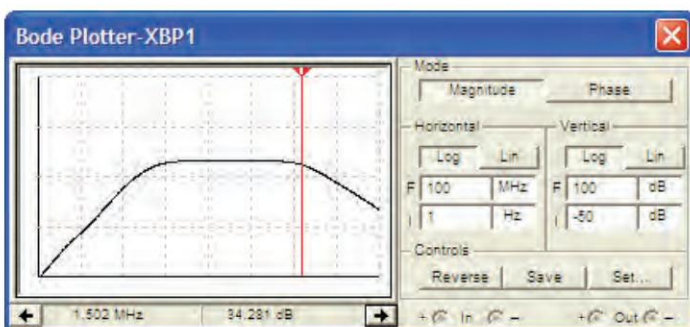 Bode Plotter-XBP1
Mode
Magnitude Phase
Horizontal Vertical
Log Lin Log Lin
F 100 MHz F 100 dB
I 1 Hz I -50 dB
Controls
Reverse Save Set...
1.502 MHz 34.281 dB + In - + Out -